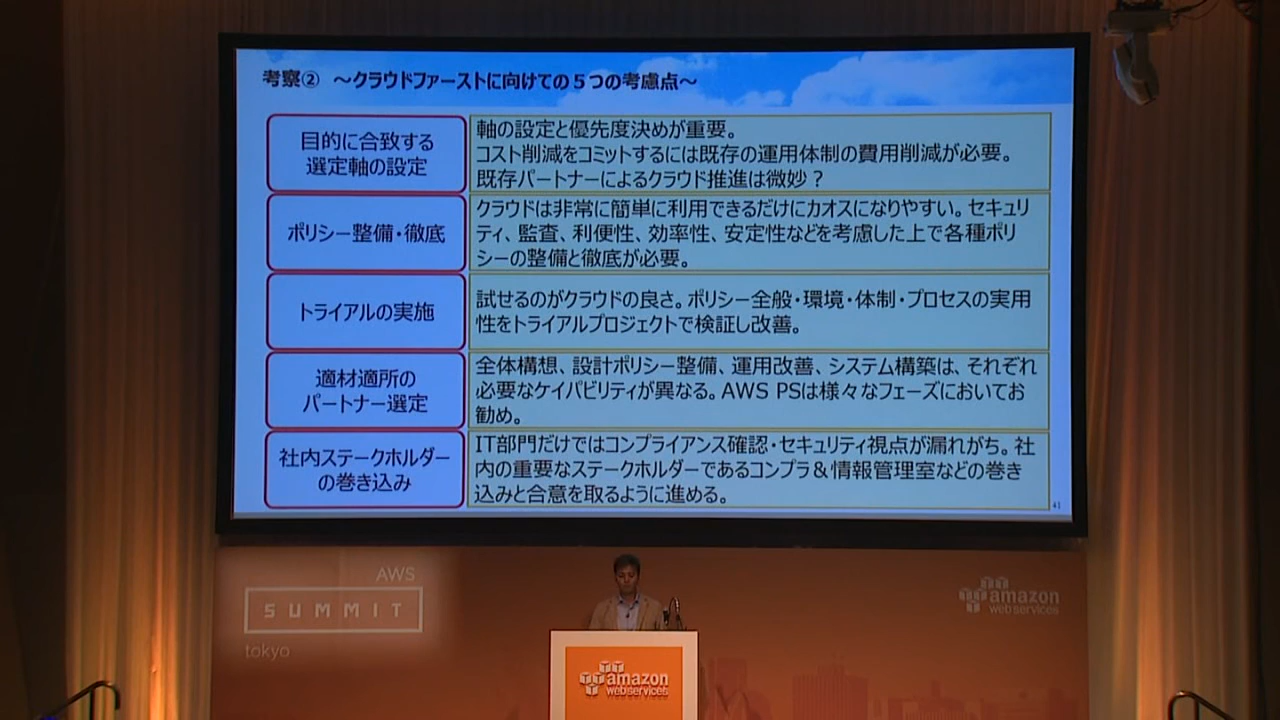 考察② ～クラウドファーストに向けての５つの考慮点～
目的に合致する
選定軸の設定
軸の設定と優先度決めが重要。
コスト削減をコミットするには既存の運用体制の費用削減が必要。
既存パートナーによるクラウド推進は微妙？
ポリシー整備・徹底
クラウドは非常に簡単に利用できるだけにカオスになりやすい。セキュリ
ティ、監査、利便性、効率性、安定性などを考慮した上で各種ポリ
シーの整備と徹底が必要。
トライアルの実施
試せるのがクラウドの良さ。ポリシー全般・環境・体制・プロセスの実用
性をトライアルプロジェクトで検証し改善。
適材適所の
パートナー選定
全体構想、設計ポリシー整備、運用改善、システム構築は、それぞれ
必要なケイパビリティが異なる。AWS PSは様々なフェーズにおいてお
勧め。
社内ステークホルダー
の巻き込み
IT部門だけではコンプライアンス確認・セキュリティ視点が漏れがち。社
内の重要なステークホルダーであるコンプラ＆情報管理室などの巻き
込みと合意を取るように進める。
41
AWS
SUMMIT
tokyo
amazon
webservices
amazon
webservices